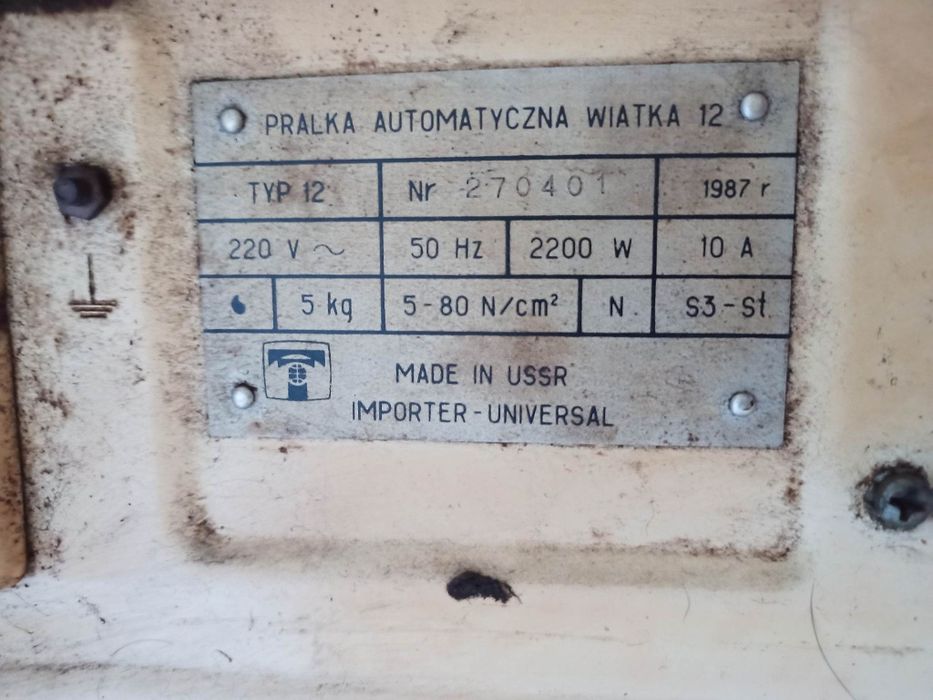 PRALKA AUTOMATYCZNA WIATKA 12
TYP 12 Nr 270401 1987 r
220 V ~ 50 Hz 2200 W 10 A
5 kg 5-80 N/cm² N S3-St
MADE IN USSR
IMPORTER-UNIVERSAL